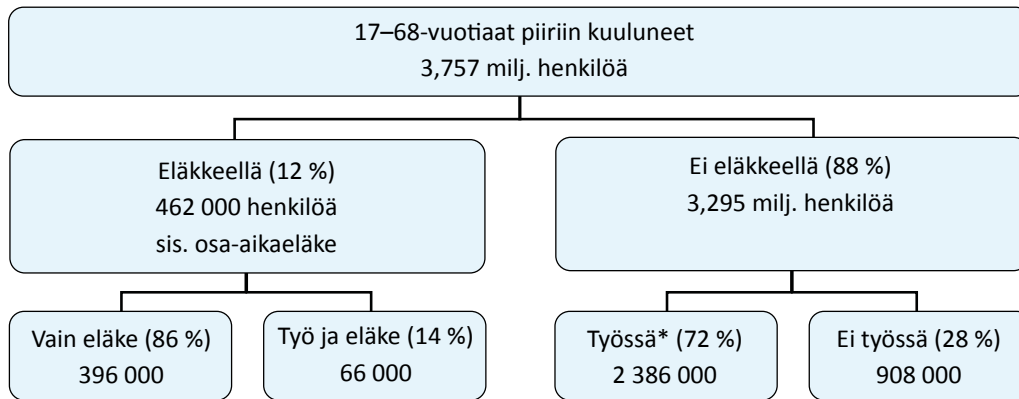 17–68-vuotiaat piiriin kuuluneet
3,757 milj. henkilöä
Eläkkeellä (12 %)
462 000 henkilöä
sis. osa-aikaeläke
Ei eläkkeellä (88 %)
3,295 milj. henkilöä
Vain eläke (86 %)
396 000
Työ ja eläke (14 %)
66 000
Työssä* (72 %)
2 386 000
Ei työssä (28 %)
908 000